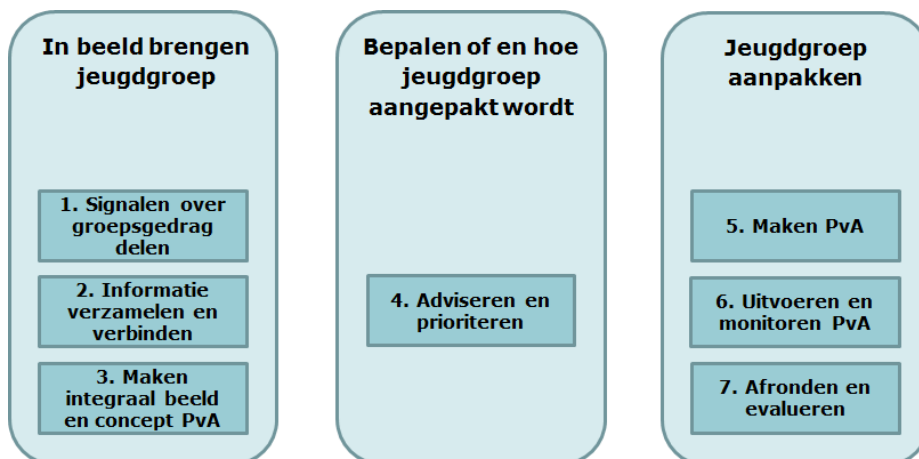 In beeld brengen
jeugdgroep
1. Signalen over
groepsgedrag
delen
2. Informatie
verzamelen en
verbinden
3. Maken
integraal beeld
en concept PvA
Bepalen of en hoe
jeugdgroep
aangepakt wordt
4. Adviseren en
prioriteren
Jeugdgroep
aanpakken
5. Maken PvA
6. Uitvoeren en
monitoren PvA
7. Afronden en
evalueren